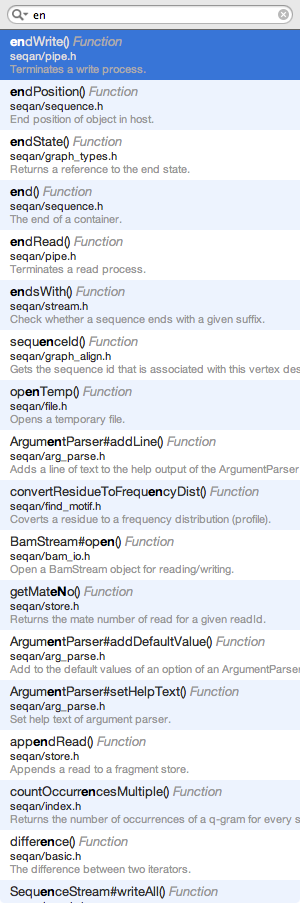 en
endWrite() Function
seqan/pipe.h
Terminates a write process.
endPosition() Function
seqan/sequence.h
End position of object in host.
endState() Function
seqan/graph_types.h
Returns a reference to the end state.
end() Function
seqan/sequence.h
The end of a container.
endRead() Function
seqan/pipe.h
Terminates a read process.
endsWith() Function
seqan/stream.h
Check whether a sequence ends with a given suffix.
sequenceId() Function
seqan/graph_align.h
Gets the sequence id that is associated with this vertex des
openTemp() Function
seqan/file.h
Opens a temporary file.
ArgumentParser#addLine() Function
seqan/arg_parse.h
Adds a line of text to the help output of the ArgumentParser
convertResidueToFrequencyDist() Function
seqan/find_motif.h
Coverts a residue to a frequency distribution (profile).
BamStream#open() Function
seqan/bam_io.h
Open a BamStream object for reading/writing.
getMateNo() Function
seqan/store.h
Returns the mate number of read for a given readId.
ArgumentParser#addDefaultValue() Function
seqan/arg_parse.h
Add to the default values of an option of an ArgumentParser
ArgumentParser#setHelpText() Function
seqan/arg_parse.h
Set help text of argument parser.
appendRead() Function
seqan/store.h
Appends a read to a fragment store.
countOccurrencesMultiple() Function
seqan/index.h
Returns the number of occurrences of a q-gram for every s
difference() Function
seqan/basic.h
The difference between two iterators.
SequenceStream#writeAll() Function